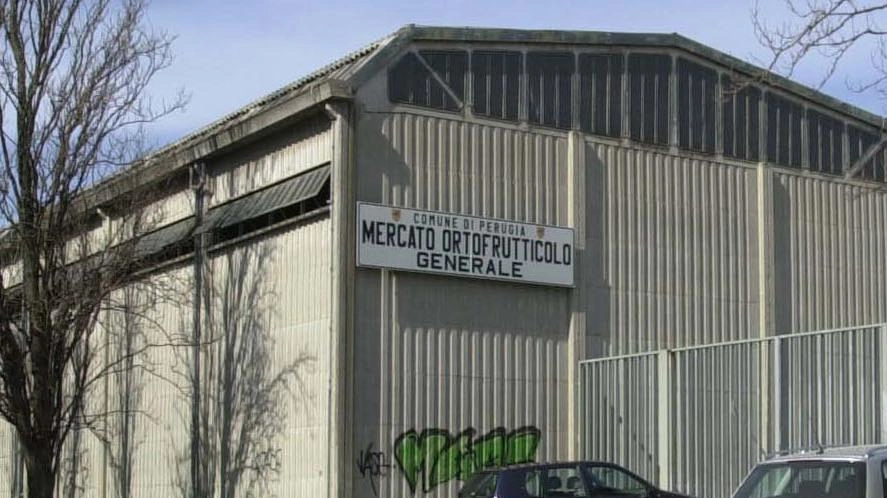 COMUNE DI PERUGIA
MERCATO ORTOFRUTTICOLO
GENERALE